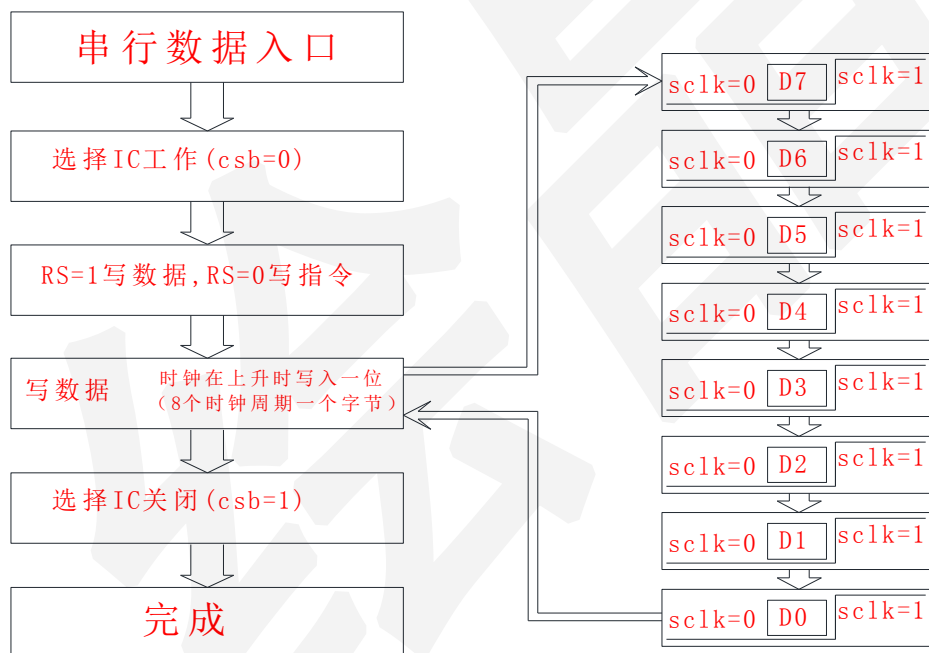 串行数据入口
选择IC工作(csb=0)
RS=1写数据,RS=0写指令
写数据
时钟在上升时写入一位
（8个时钟周期一个字节）
选择IC关闭(csb=1)
完成
sclk=0 D7 sclk=1
sclk=0 D6 sclk=1
sclk=0 D5 sclk=1
sclk=0 D4 sclk=1
sclk=0 D3 sclk=1
sclk=0 D2 sclk=1
sclk=0 D1 sclk=1
sclk=0 D0 sclk=1